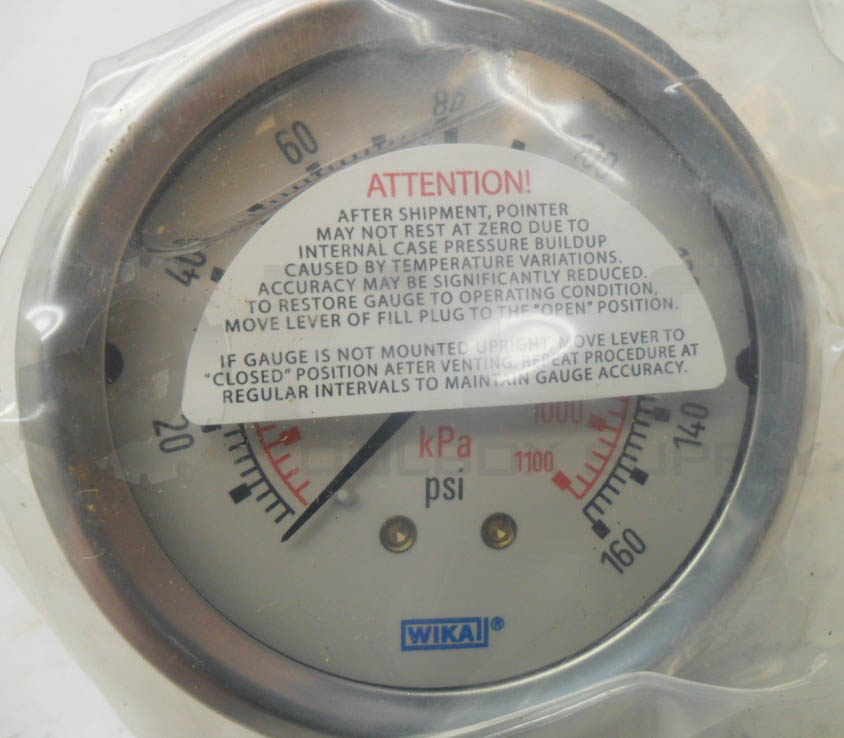 80
60
100
40
ATTENTION!
AFTER SHIPMENT, POINTER
MAY NOT REST AT ZERO DUE TO
INTERNAL CASE PRESSURE BUILDUP
CAUSED BY TEMPERATURE VARIATIONS.
ACCURACY MAY BE SIGNIFICANTLY REDUCED.
TO RESTORE GAUGE TO OPERATING CONDITION,
MOVE LEVER OF FILL PLUG TO THE "OPEN" POSITION.
IF GAUGE IS NOT MOUNTED UPRIGHT, MOVE LEVER TO
"CLOSED" POSITION AFTER VENTING. REPEAT PROCEDURE AT
REGULAR INTERVALS TO MAINTAIN GAUGE ACCURACY.
20
1000
140
kPa
1100
TOOLBOX SUPPLY
psi
0
160
WIKA®